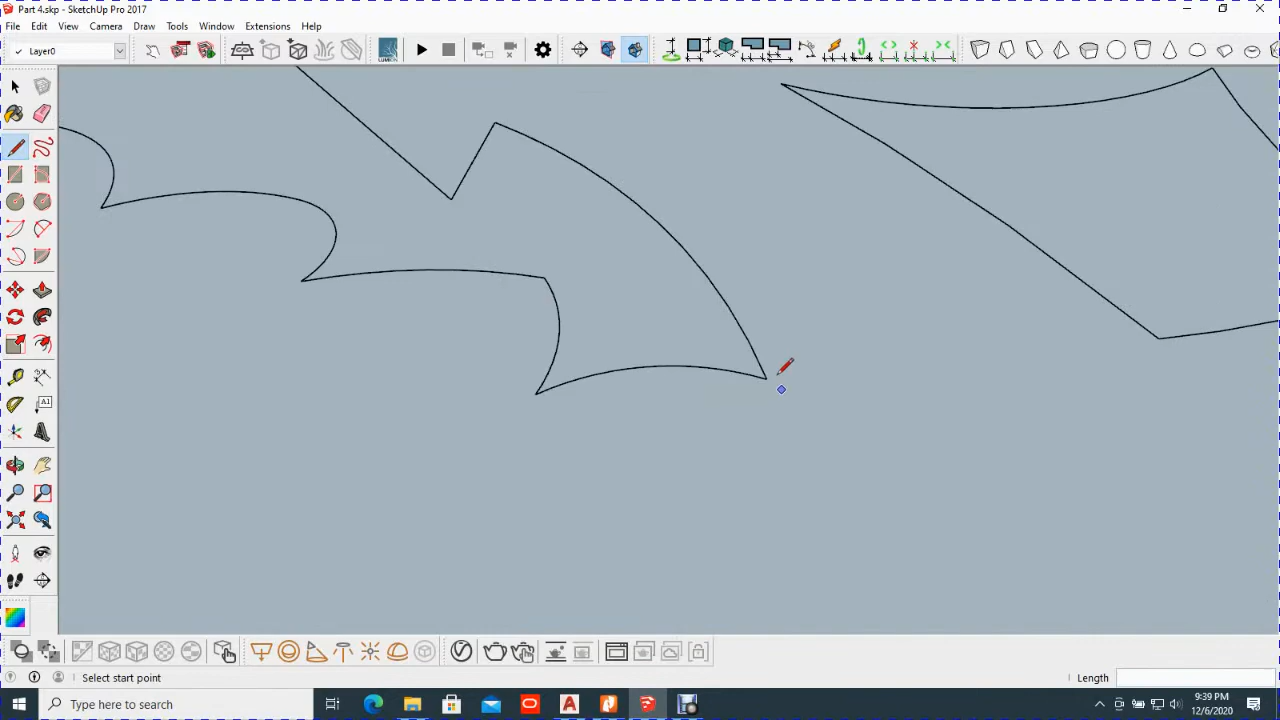 Part 4.skp - SketchUp Pro 2017
File Edit View Camera Draw Tools Window Extensions Help
Layer0
A1
Select start point
Length
Type here to search
9:39 PM
12/6/2020